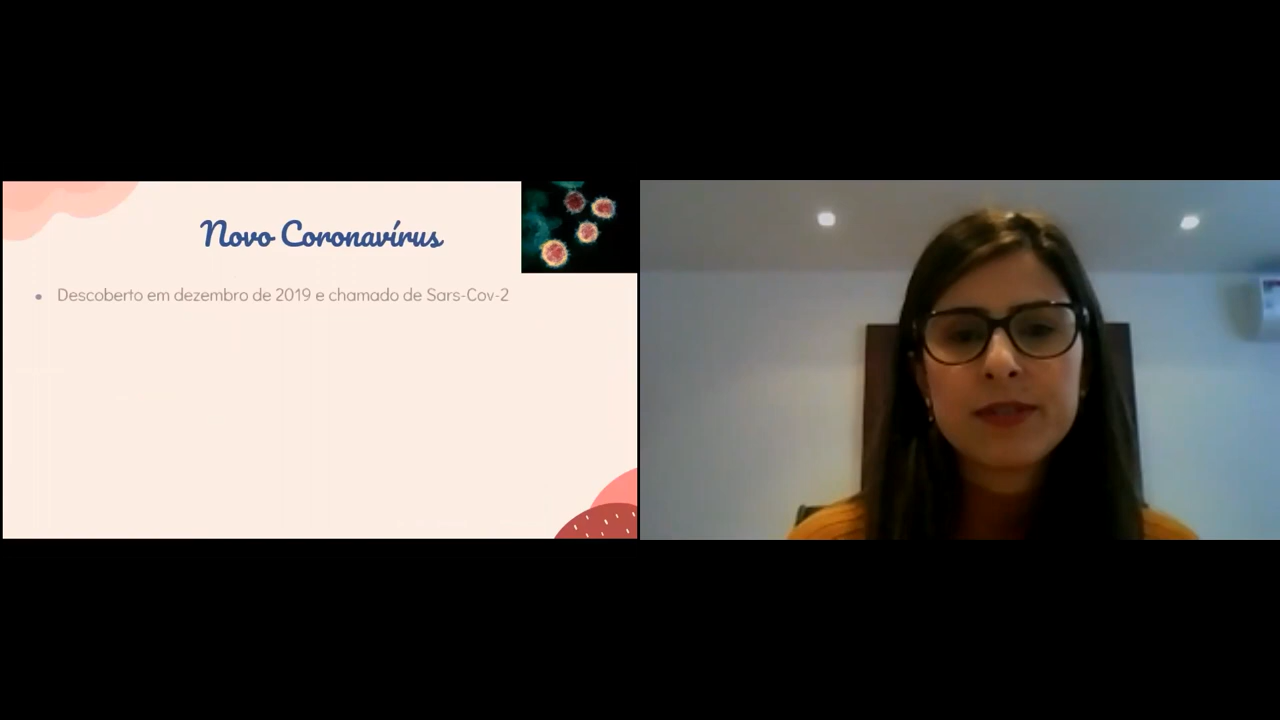 Novo Coronavírus
• Descoberto em dezembro de 2019 e chamado de Sars-Cov-2